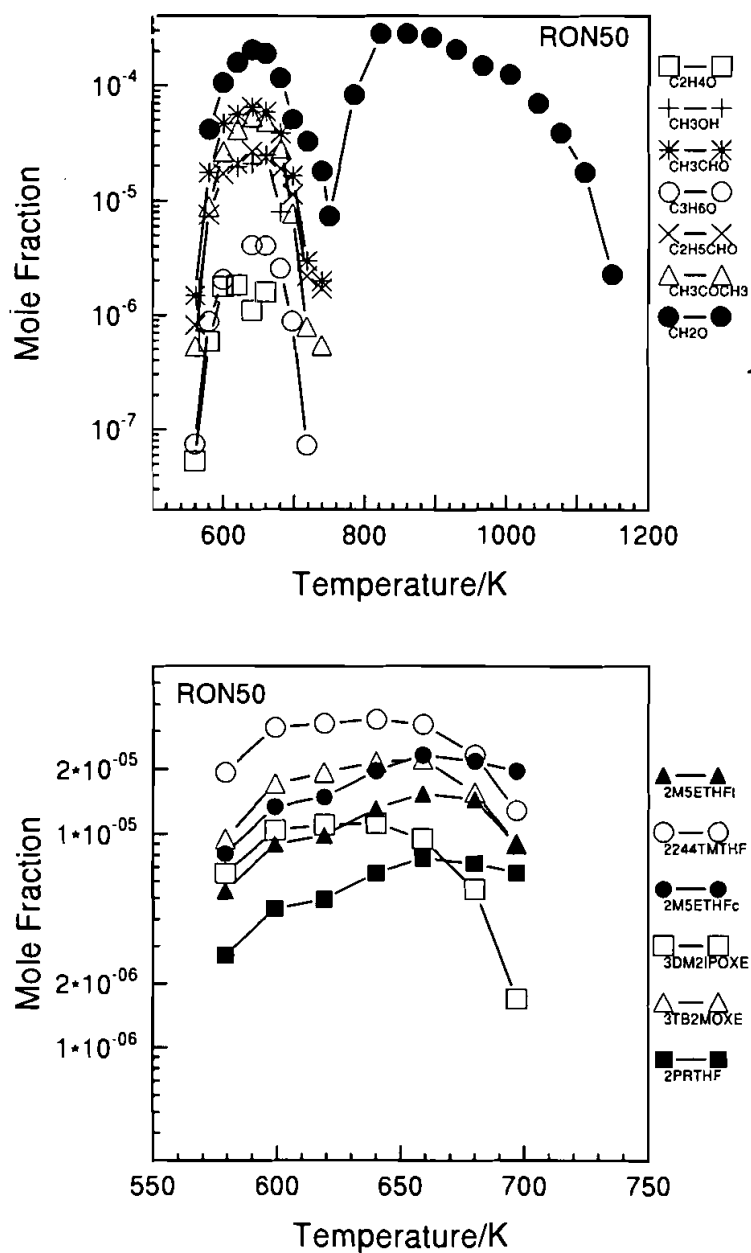 RON50
10-4
10-5
10-6
10-7
Mole Fraction
600
800
1000
1200
Temperature/K
C2H4O
CH3OH
CH3CHO
C3H6O
C2H5CHO
CH3COCH3
CH2O
RON50
2*10-05
1*10-05
2*10-06
1*10-06
Mole Fraction
550
600
650
700
750
Temperature/K
2M5ETHFt
2244TMTHF
2M5ETHFc
3DM2IPOXE
3TB2MOXE
2PRTHF